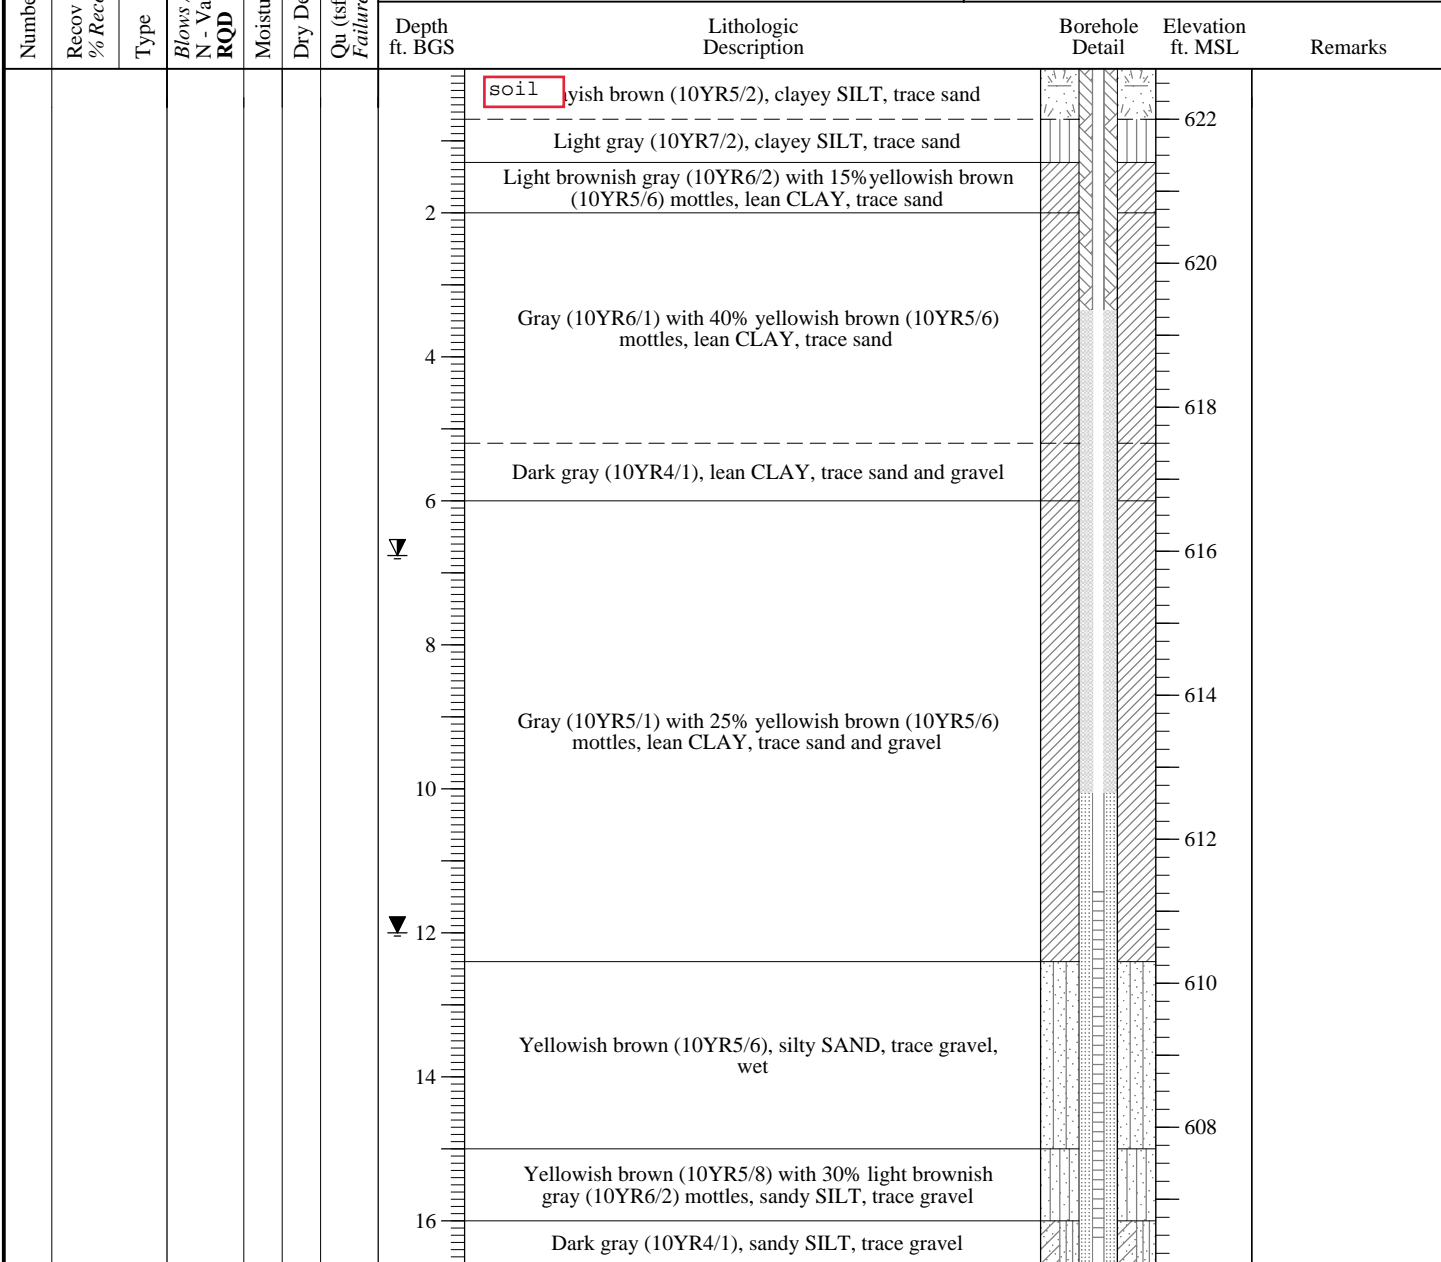 Numbe
Recov
% Rece
Type
Blows
N - Va
RQD
Moistu
Dry De
Qu (tsf
Failure
Depth
ft. BGS
Lithologic
Description
Borehole
Detail
Elevation
ft. MSL
Remarks
soil yish brown (10YR5/2), clayey SILT, trace sand
622
Light gray (10YR7/2), clayey SILT, trace sand
Light brownish gray (10YR6/2) with 15% yellowish brown
(10YR5/6) mottles, lean CLAY, trace sand
2
620
Gray (10YR6/1) with 40% yellowish brown (10YR5/6)
mottles, lean CLAY, trace sand
4
618
Dark gray (10YR4/1), lean CLAY, trace sand and gravel
6
616
8
614
Gray (10YR5/1) with 25% yellowish brown (10YR5/6)
mottles, lean CLAY, trace sand and gravel
10
612
12
610
Yellowish brown (10YR5/6), silty SAND, trace gravel,
wet
14
608
Yellowish brown (10YR5/8) with 30% light brownish
gray (10YR6/2) mottles, sandy SILT, trace gravel
16
Dark gray (10YR4/1), sandy SILT, trace gravel